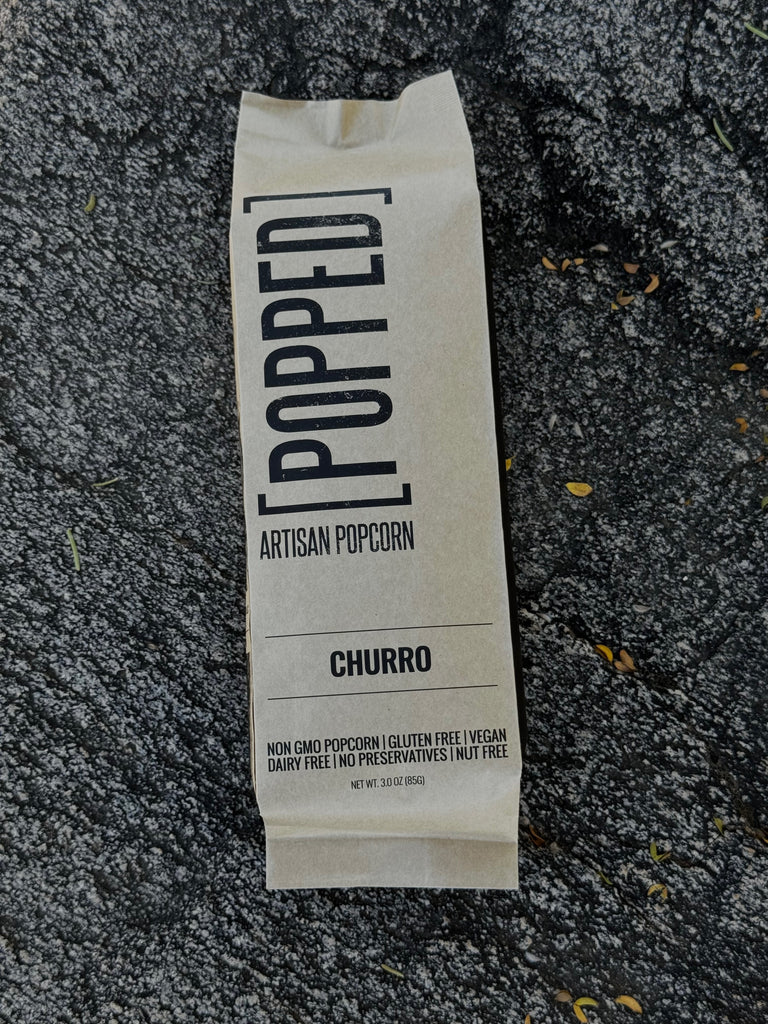 [POPPED]
ARTISAN POPCORN
CHURRO
NON GMO POPCORN | GLUTEN FREE | VEGAN
DAIRY FREE | NO PRESERVATIVES | NUT FREE
NET WT. 3.0 OZ (85G)